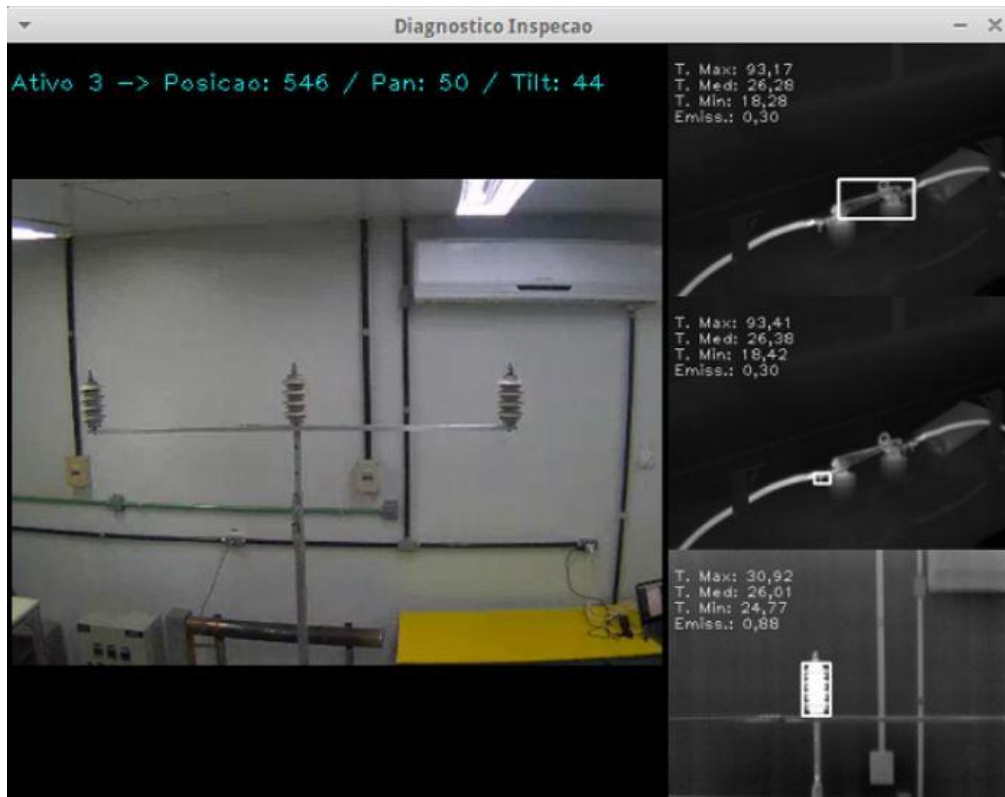 Diagnostico Inspecao
Ativo 3 -> Posicao: 546 / Pan: 50 / Tilt: 44
T. Max: 93,17
T. Med: 26,28
T. Min: 18,28
Emiss.: 0,30
T. Max: 93,41
T. Med: 26,38
T. Min: 18,42
Emiss.: 0,30
T. Max: 30,92
T. Med: 26,01
T. Min: 24,77
Emiss.: 0,88